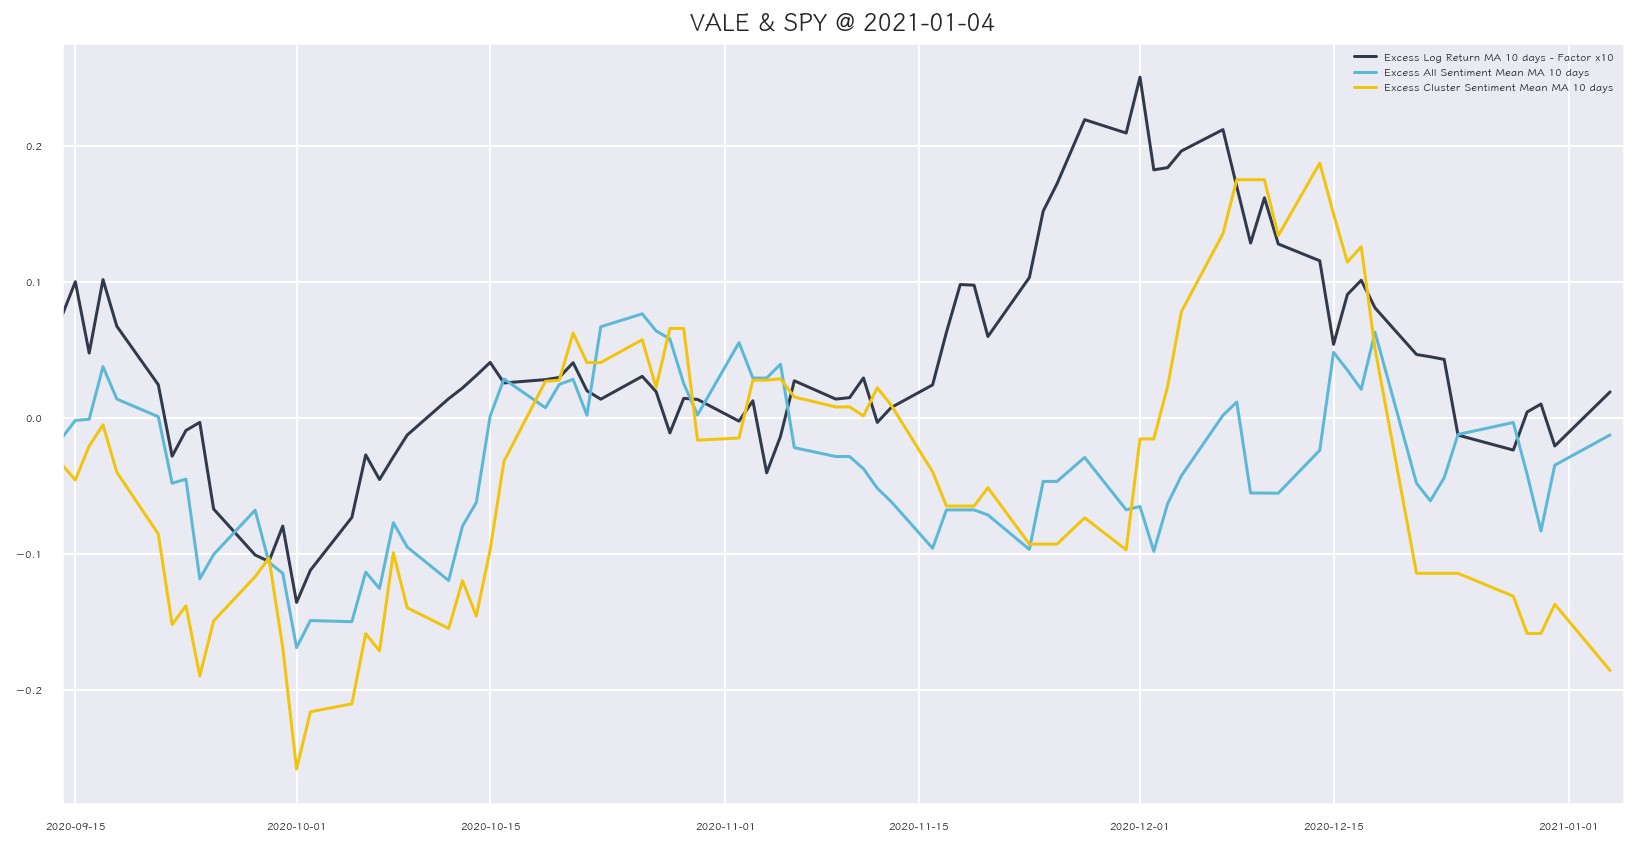 VALE & SPY @ 2021-01-04
Excess Log Return MA 10 days - Factor x10
Excess All Sentiment Mean MA 10 days
Excess Cluster Sentiment Mean MA 10 days
0.2
0.1
0.0
−0.1
−0.2
2020-09-15 2020-10-01 2020-10-15 2020-11-01 2020-11-15 2020-12-01 2020-12-15 2021-01-01